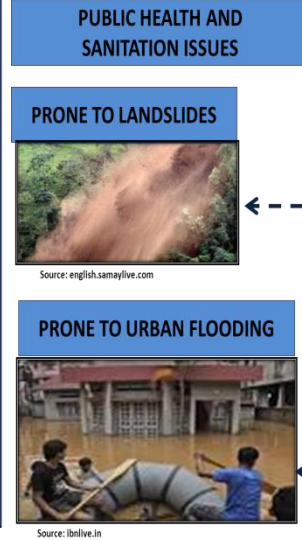 PUBLIC HEALTH AND
SANITATION ISSUES
PRONE TO LANDSLIDES
Source: english.samaylive.com
PRONE TO URBAN FLOODING
Source: ibnlive.in